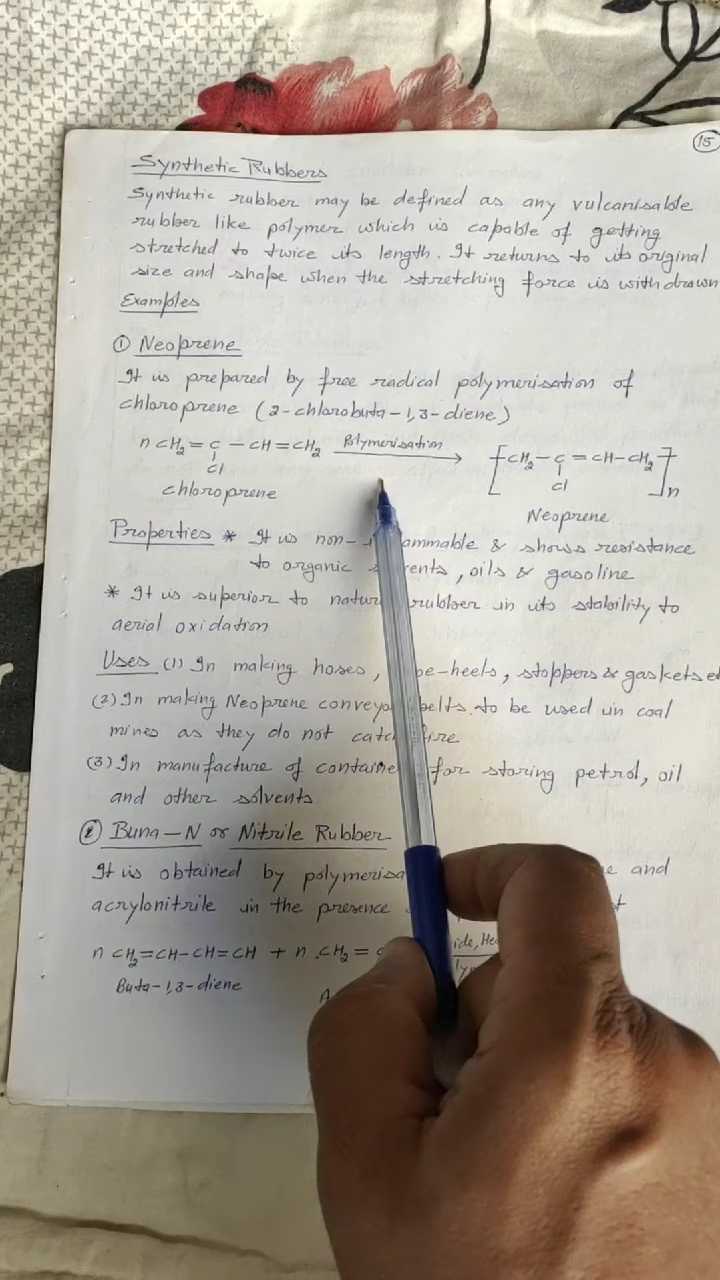 15
Synthetic Rubbers
Synthetic rubber may be defined as any vulcanisable
rubber like polymer which is capable of getting
stretched to twice its length. It returns to its original
size and shape when the stretching force is withdrawn
Examples
① Neoprene
It is prepared by free radical polymerisation of
chloroprene (2-chlorobuta-1,3-diene)
n CH₂=C-CH=CH₂ Polymerisation → [CH₂-C=CH-CH₂]n
Cl Cl
chloroprene
Neoprene
Properties * It is non- ammable & shows resistance
to organic s ents, oils & gasoline
* It is superior to natur rubber in its stability to
aerial oxidation
Uses (1) In making hoses, oe-heels, stoppers & gaskets et
(2) In making Neoprene conveyo belts. to be used in coal
mines as they do not catc fire
(3) In manufacture of containe for storing petrol, oil
and other solvents
② Buna-N or Nitrile Rubber
It is obtained by polymerisa e and
acrylonitrile in the presence t
n CH₂=CH-CH=CH + n CH₂=C ide, Hea
lym
Buta-1,3-diene A